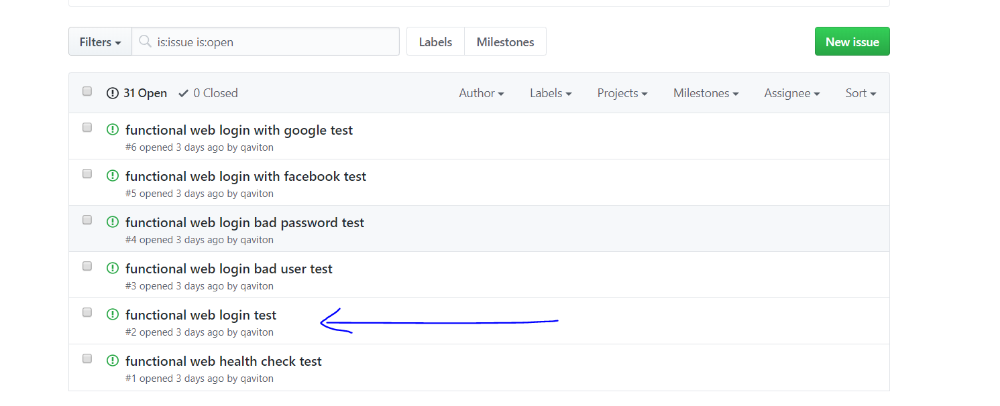 Filters is:issue is:open Labels Milestones New issue
31 Open 0 Closed Author Labels Projects Milestones Assignee Sort
functional web login with google test
#6 opened 3 days ago by qaviton
functional web login with facebook test
#5 opened 3 days ago by qaviton
functional web login bad password test
#4 opened 3 days ago by qaviton
functional web login bad user test
#3 opened 3 days ago by qaviton
functional web login test
#2 opened 3 days ago by qaviton
functional web health check test
#1 opened 3 days ago by qaviton